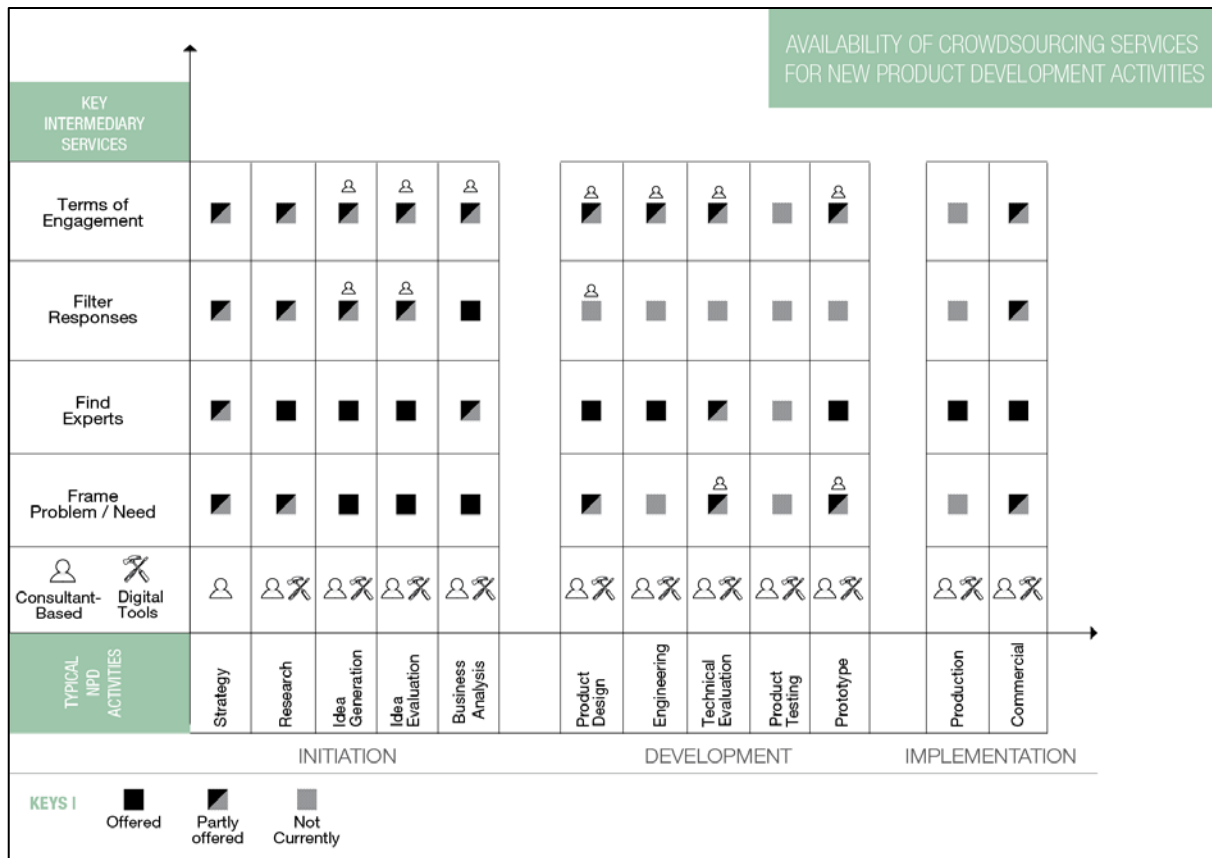 AVAILABILITY OF CROWDSOURCING SERVICES
FOR NEW PRODUCT DEVELOPMENT ACTIVITIES
KEY
INTERMEDIARY
SERVICES
Terms of
Engagement
Filter
Responses
Find
Experts
Frame
Problem / Need
Consultant-
Based
Digital
Tools
TYPICAL
NPD
ACTIVITIES
Strategy
Research
Idea
Generation
Idea
Evaluation
Business
Analysis
Product
Design
Engineering
Technical
Evaluation
Product
Testing
Prototype
Production
Commercial
INITIATION
DEVELOPMENT
IMPLEMENTATION
KEYS I
Offered
Partly
offered
Not
Currently